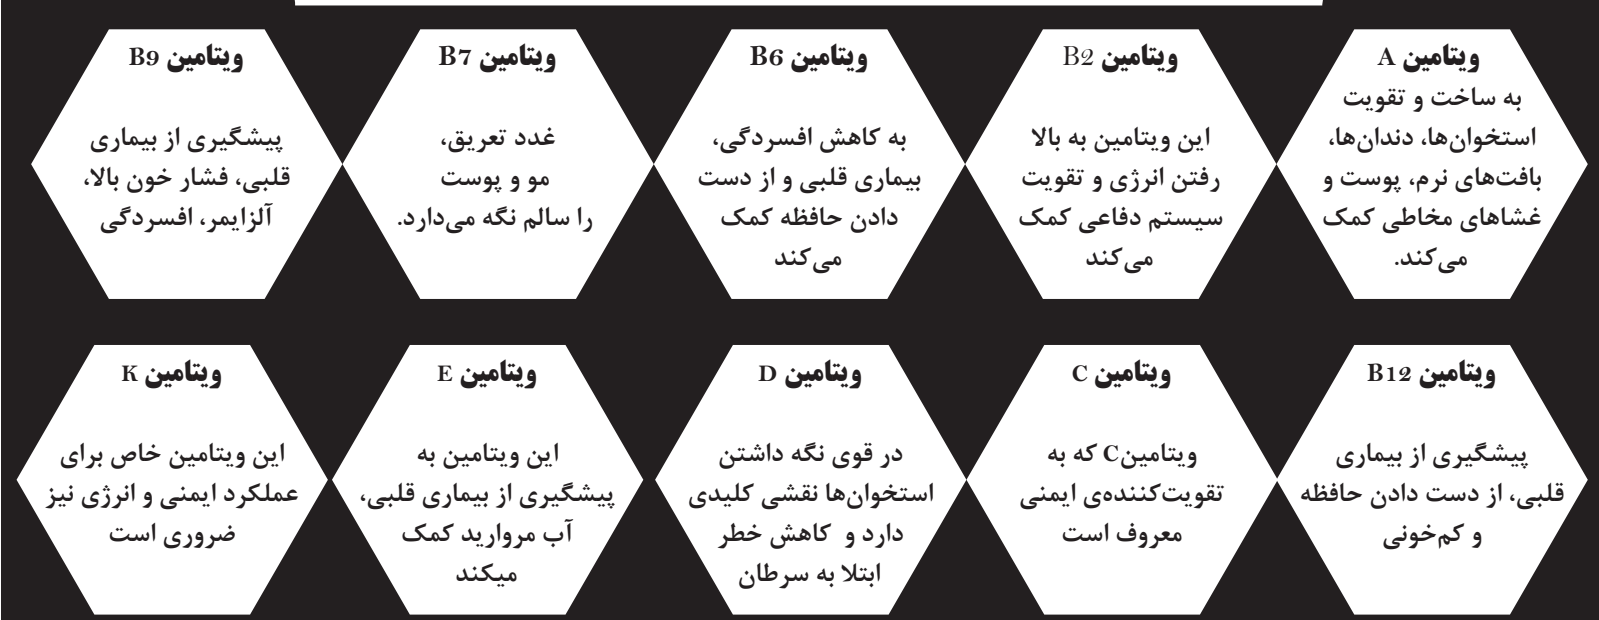 ویتامین A
به ساخت و تقویت
استخوان‌ها، دندان‌ها،
بافت‌های نرم، پوست و
غشاهای مخاطی کمک
می‌کند.
ویتامین B2
این ویتامین به بالا
رفتن انرژی و تقویت
سیستم دفاعی کمک
می‌کند
ویتامین B6
به کاهش افسردگی،
بیماری قلبی و از دست
دادن حافظه کمک
می‌کند
ویتامین B7
غدد تعریق،
مو و پوست
را سالم نگه می‌دارد.
ویتامین B9
پیشگیری از بیماری
قلبی، فشار خون بالا،
آلزایمر، افسردگی
ویتامین B12
پیشگیری از بیماری
قلبی، از دست دادن حافظه
و کم‌خونی
ویتامین C
ویتامینC که به
تقویت‌کننده‌ی ایمنی
معروف است
ویتامین D
در قوی نگه داشتن
استخوان‌ها نقشی کلیدی
دارد و کاهش خطر
ابتلا به سرطان
ویتامین E
این ویتامین به
پیشگیری از بیماری قلبی،
آب مروارید کمک
میکند
ویتامین K
این ویتامین خاص برای
عملکرد ایمنی و انرژی نیز
ضروری است